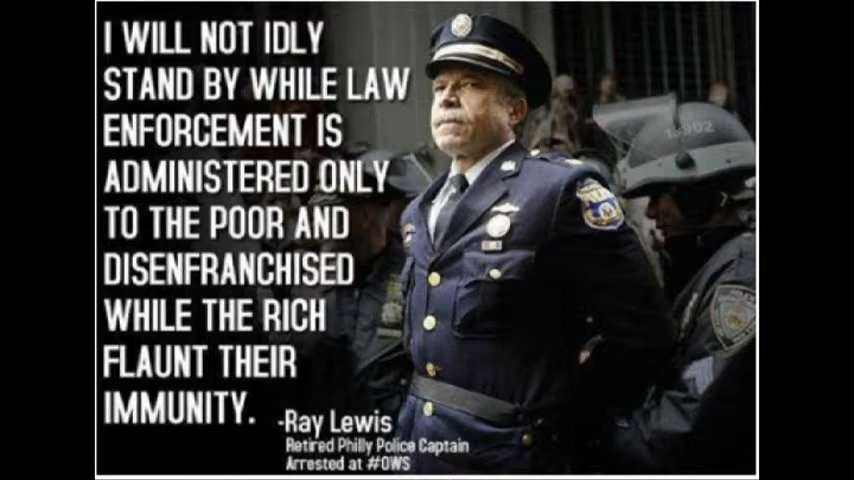 I WILL NOT IDLY
STAND BY WHILE LAW
ENFORCEMENT IS
ADMINISTERED ONLY
TO THE POOR AND
DISENFRANCHISED
WHILE THE RICH
FLAUNT THEIR
IMMUNITY.
-Ray Lewis
Retired Philly Police Captain
Arrested at #OWS